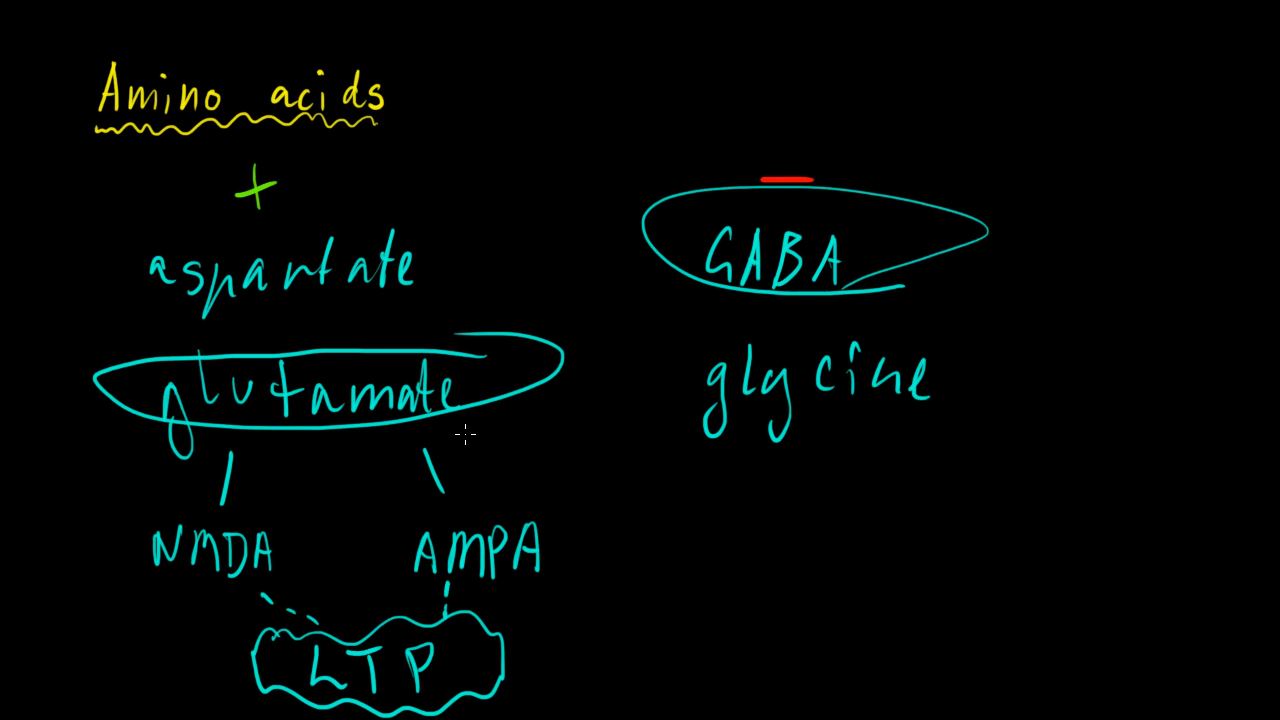 Amino acids
+
aspartate
glutamate
NMDA AMPA
LTP
GABA
glycine